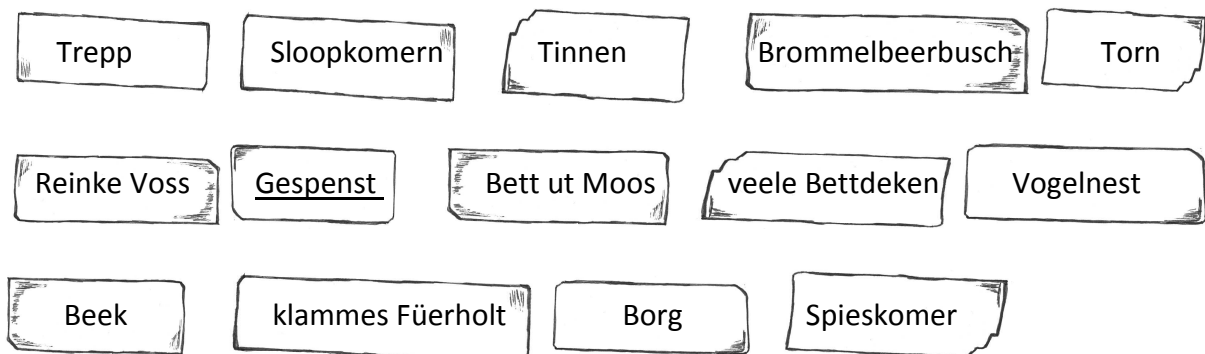 Trepp Sloopkomern Tinnen Brommelbeerbusch Torn
Reinke Voss Gespenst Bett ut Moos veele Bettdeken Vogelnest
Beek klammes Füerholt Borg Spieskomer